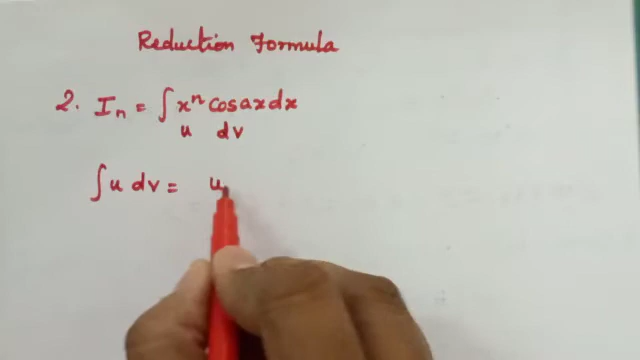 Reduction Formula
2. Iₙ = ∫ xⁿ cosax dx
u dv
∫ u dv = u